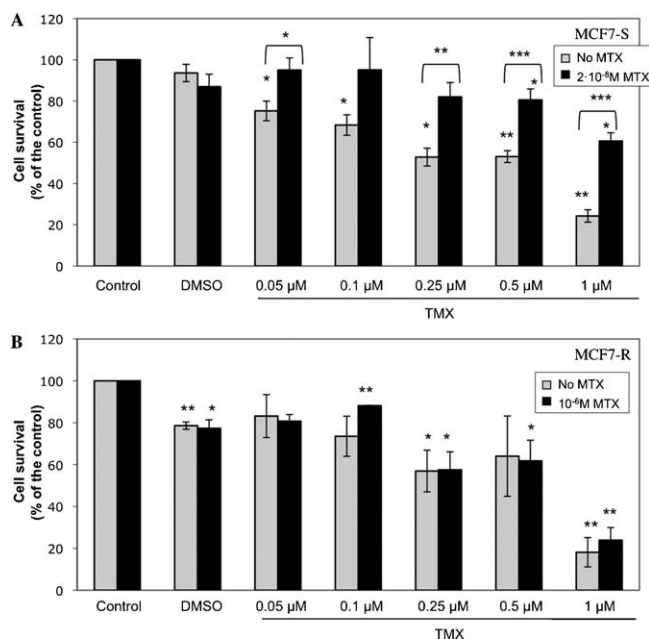 A
MCF7-S
120
100
80
60
40
20
0
Cell survival
(% of the control)
No MTX
2·10⁻⁸M MTX
*
**
***
***
*
*
*
**
*
**
*
Control
DMSO
0.05 µM
0.1 µM
0.25 µM
0.5 µM
1 µM
TMX
B
MCF7-R
120
100
80
60
40
20
0
Cell survival
(% of the control)
No MTX
10⁻⁶M MTX
**
*
**
*
*
*
**
**
Control
DMSO
0.05 µM
0.1 µM
0.25 µM
0.5 µM
1 µM
TMX